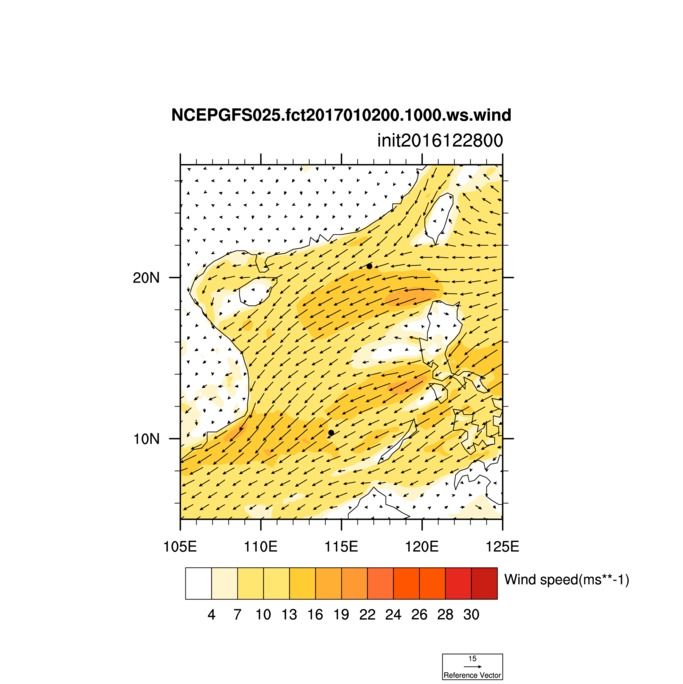 NCEPGFS025.fct2017010200.1000.ws.wind
init2016122800
20N
10N
105E 110E 115E 120E 125E
Wind speed(ms**-1)
4 7 10 13 16 19 22 24 26 28 30
15
Reference Vector